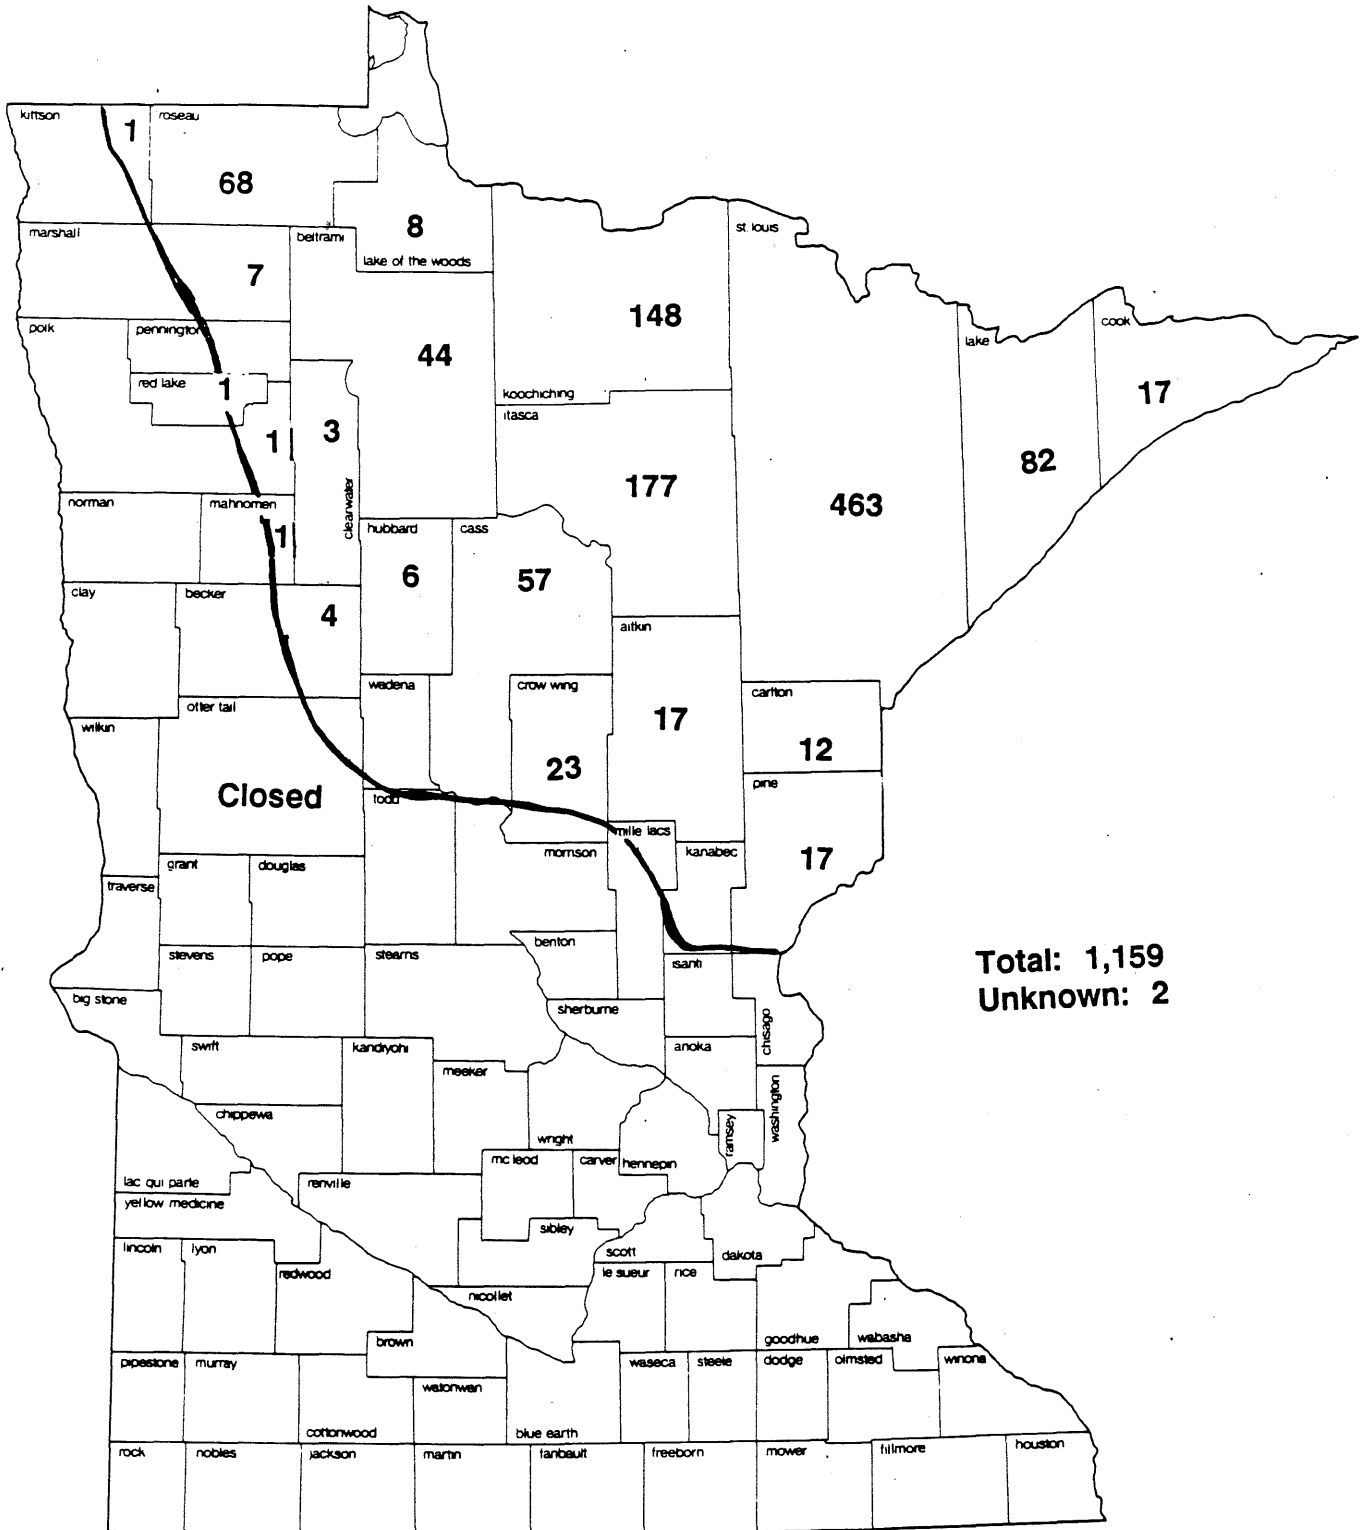 kittson
1
roseau
68
8
lake of the woods
marshall
7
beltrami
44
148
koochiching
st. louis
463
lake
82
cook
17
polk
pennington
red lake
1
1
3
clearwater
itasca
177
norman
mahnomen
1
hubbard
6
cass
57
clay
becker
4
aitkin
17
wadena
crow wing
23
carlton
12
otter tail
wilkin
Closed
todd
pine
17
mille lacs
kanabec
morrison
grant
douglas
traverse
benton
stevens
pope
stearns
isanti
Total: 1,159
Unknown: 2
big stone
sherburne
chisago
swift
kandiyohi
anoka
meeker
washington
chippewa
ramsey
wright
mc leod
carver
hennepin
lac qui parle
renville
yellow medicine
sibley
lincoln
lyon
scott
dakota
redwood
le sueur
rice
nicollet
brown
goodhue
wabasha
pipestone
murray
waseca
steele
dodge
olmsted
winona
watonwan
cottonwood
blue earth
rock
nobles
jackson
martin
faribault
freeborn
mower
fillmore
houston